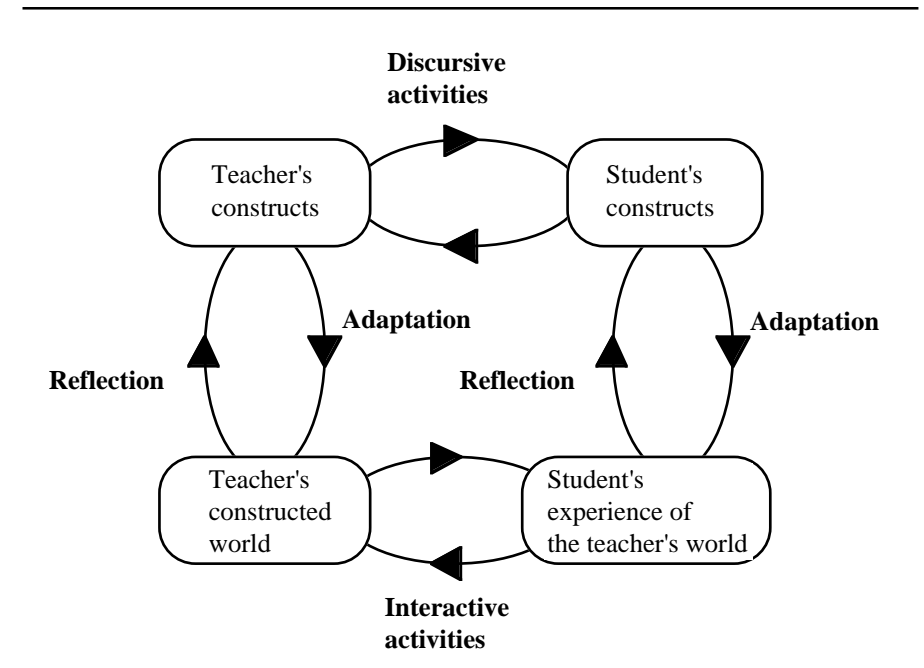 Discursive
activities
Teacher's
constructs
Student's
constructs
Adaptation
Adaptation
Reflection
Reflection
Teacher's
constructed
world
Student's
experience of
the teacher's world
Interactive
activities